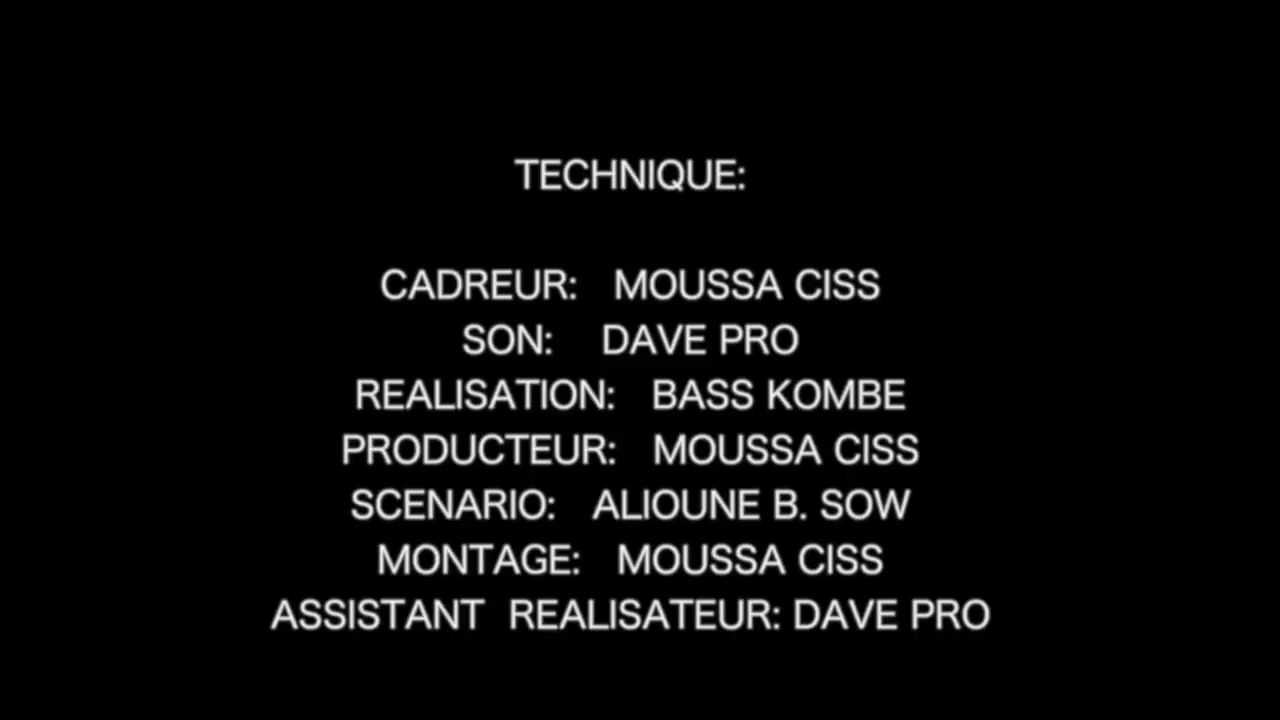 TECHNIQUE:
CADREUR: MOUSSA CISS
SON: DAVE PRO
REALISATION: BASS KOMBE
PRODUCTEUR: MOUSSA CISS
SCENARIO: ALIOUNE B. SOW
MONTAGE: MOUSSA CISS
ASSISTANT REALISATEUR: DAVE PRO